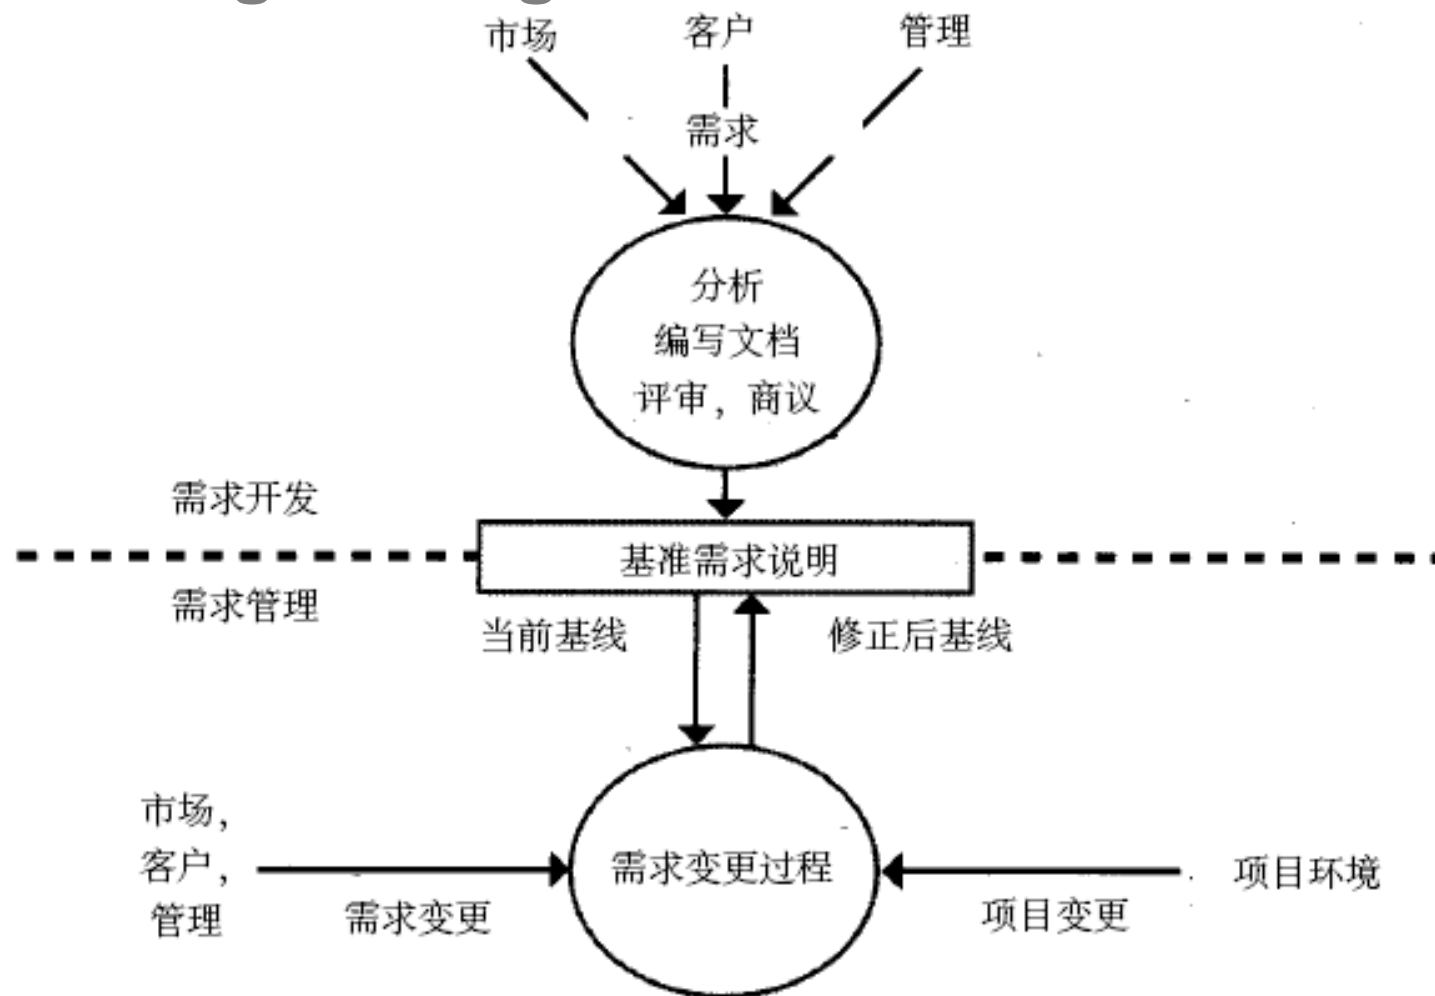 市场
客户
管理
需求
分析
编写文档
评审，商议
需求开发
基准需求说明
需求管理
当前基线
修正后基线
市场，
客户，
管理
需求变更
需求变更过程
项目环境
项目变更